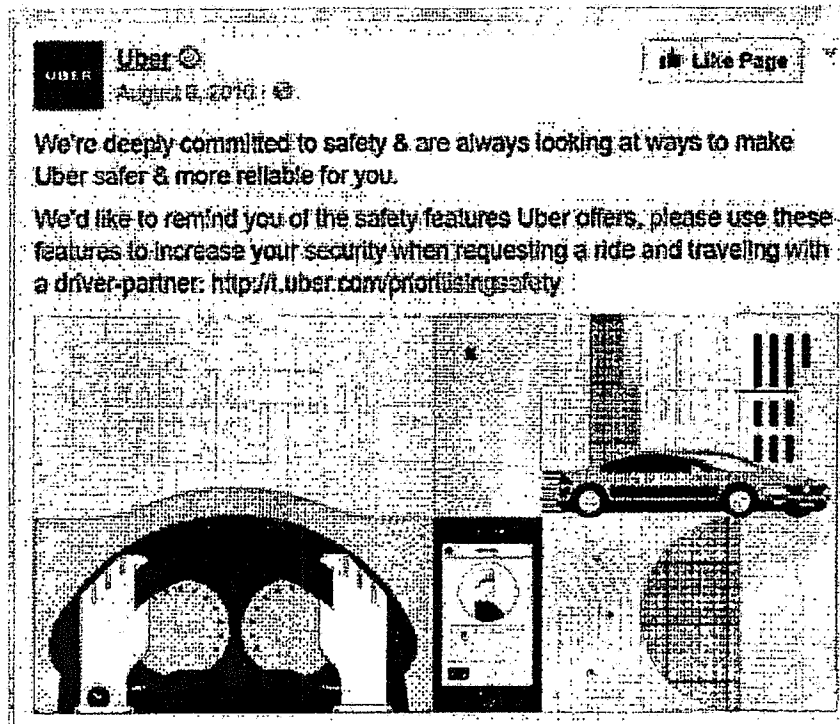 UBER
Uber
Like Page
August
We're deeply committed to safety & are always looking at ways to make
Uber safer & more reliable for you.
We'd like to remind you of the safety features Uber offers, please use these
features to increase your security when requesting a ride and traveling with
a driver-partner: http://t.uber.com/prioritisingsafety